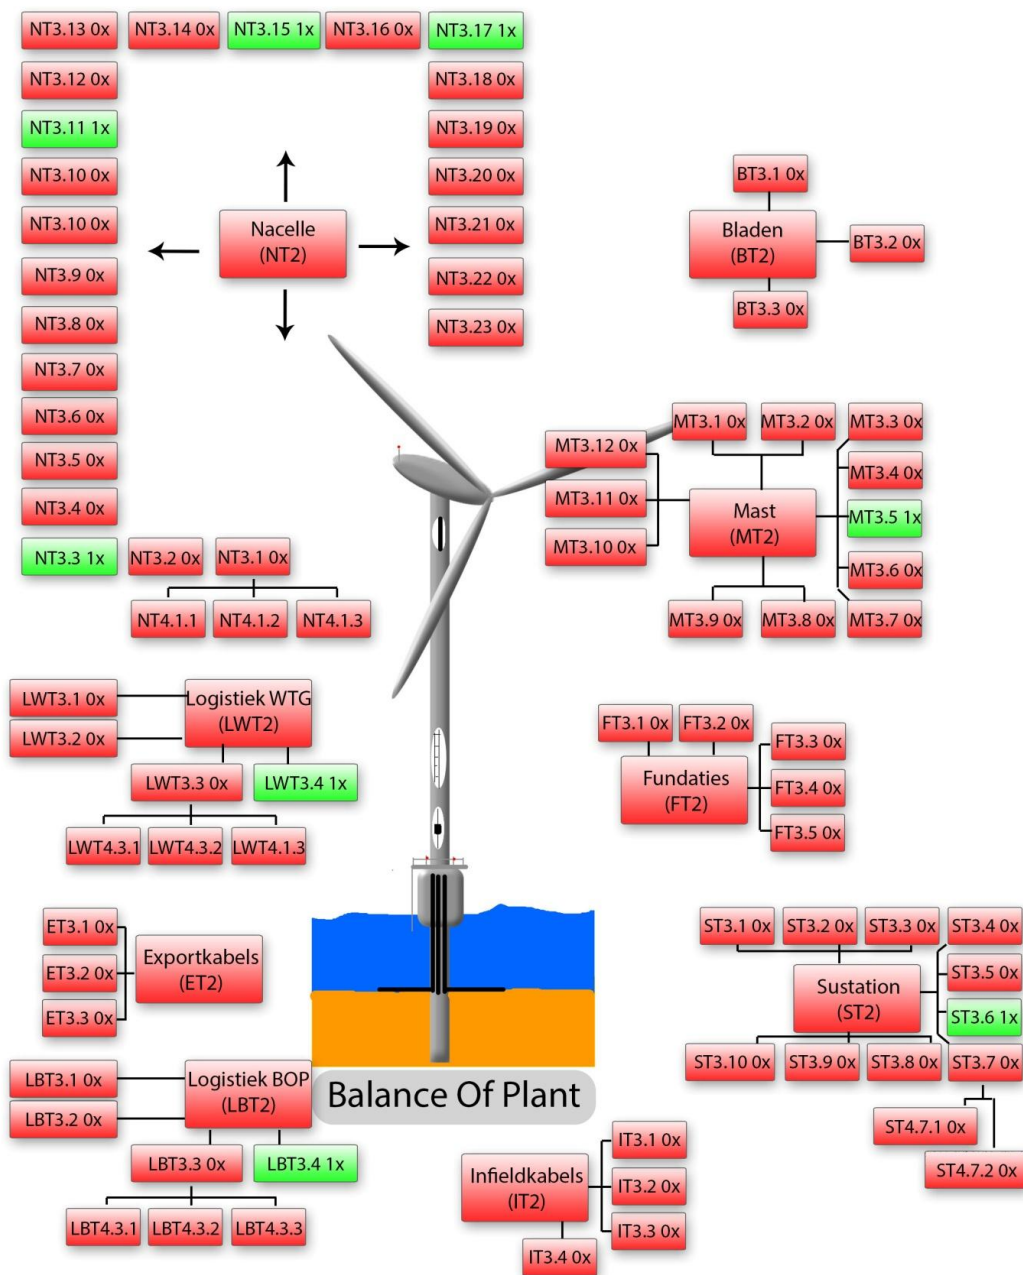 NT3.13 0x
NT3.14 0x
NT3.15 1x
NT3.16 0x
NT3.17 1x
NT3.12 0x
NT3.18 0x
NT3.11 1x
NT3.19 0x
NT3.10 0x
NT3.20 0x
NT3.10 0x
NT3.21 0x
NT3.9 0x
NT3.22 0x
NT3.8 0x
NT3.23 0x
NT3.7 0x
NT3.6 0x
NT3.5 0x
NT3.4 0x
NT3.3 1x
NT3.2 0x
NT3.1 0x
NT4.1.1
NT4.1.2
NT4.1.3
Nacelle
(NT2)
BT3.1 0x
Bladen
(BT2)
BT3.2 0x
BT3.3 0x
MT3.1 0x
MT3.2 0x
MT3.3 0x
MT3.12 0x
MT3.4 0x
MT3.11 0x
Mast
(MT2)
MT3.5 1x
MT3.10 0x
MT3.6 0x
MT3.9 0x
MT3.8 0x
MT3.7 0x
LWT3.1 0x
Logistiek WTG
(LWT2)
LWT3.2 0x
LWT3.3 0x
LWT3.4 1x
LWT4.3.1
LWT4.3.2
LWT4.1.3
FT3.1 0x
FT3.2 0x
FT3.3 0x
Fundaties
(FT2)
FT3.4 0x
FT3.5 0x
ET3.1 0x
Exportkabels
(ET2)
ET3.2 0x
ET3.3 0x
ST3.1 0x
ST3.2 0x
ST3.3 0x
ST3.4 0x
Sustation
(ST2)
ST3.5 0x
ST3.6 1x
ST3.10 0x
ST3.9 0x
ST3.8 0x
ST3.7 0x
ST4.7.1 0x
ST4.7.2 0x
LBT3.1 0x
Logistiek BOP
(LBT2)
LBT3.2 0x
LBT3.3 0x
LBT3.4 1x
LBT4.3.1
LBT4.3.2
LBT4.3.3
Balance Of Plant
IT3.1 0x
Infieldkabels
(IT2)
IT3.2 0x
IT3.3 0x
IT3.4 0x